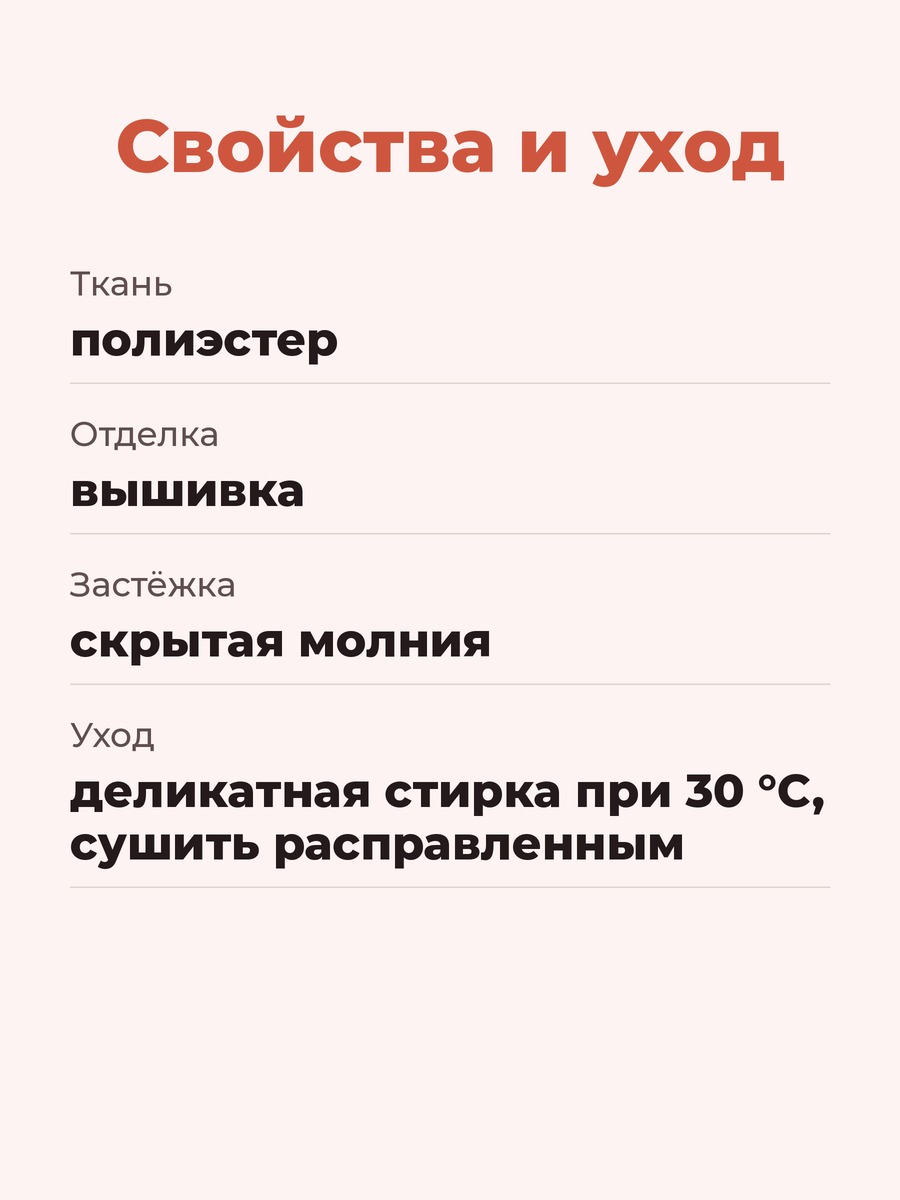 Свойства и уход
Ткань
полиэстер
Отделка
вышивка
Застёжка
скрытая молния
Уход
деликатная стирка при 30 °C,
сушить расправленным